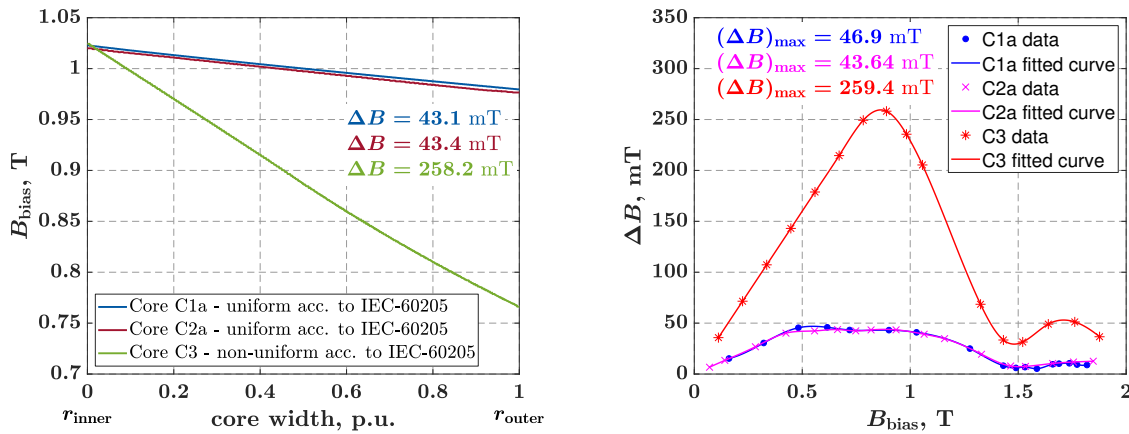 1.05
1
0.95
0.9
0.85
0.8
0.75
0.7
B_bias, T
ΔB = 43.1 mT
ΔB = 43.4 mT
ΔB = 258.2 mT
Core C1a - uniform acc. to IEC-60205
Core C2a - uniform acc. to IEC-60205
Core C3 - non-uniform acc. to IEC-60205
0 0.2 0.4 0.6 0.8 1
r_inner core width, p.u. r_outer
350
300
250
200
150
100
50
0
ΔB, mT
(ΔB)_max = 46.9 mT
(ΔB)_max = 43.64 mT
(ΔB)_max = 259.4 mT
C1a data
C1a fitted curve
C2a data
C2a fitted curve
C3 data
C3 fitted curve
0 0.5 1 1.5 2
B_bias, T